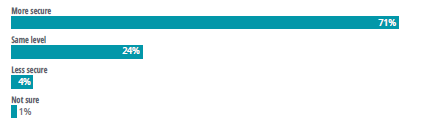 More secure
71%
Same level
24%
Less secure
4%
Not sure
1%